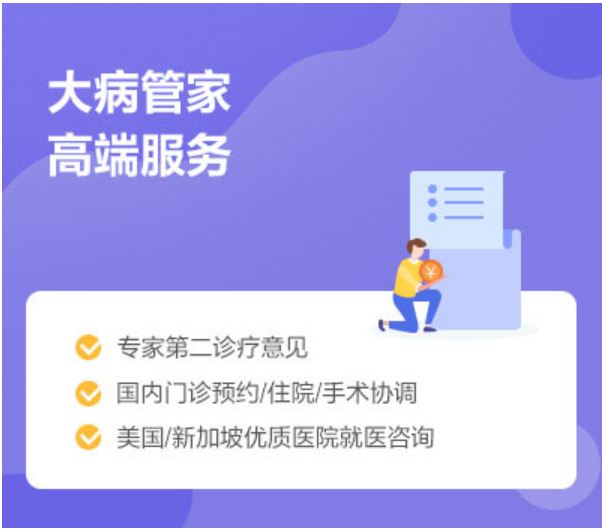 大病管家
高端服务
¥
专家第二诊疗意见
国内门诊预约/住院/手术协调
美国/新加坡优质医院就医咨询